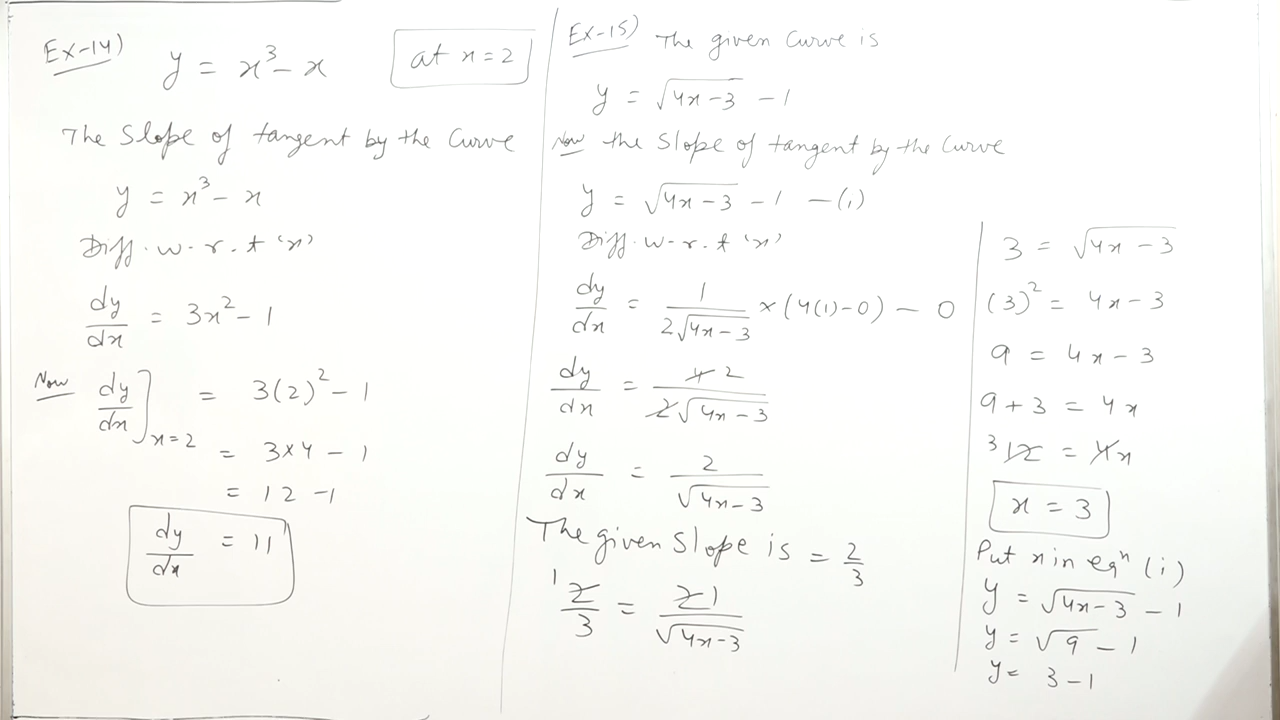 Ex-14) y = x³ - x at x = 2
The Slope of tangent by the Curve
y = x³ - x
Diff. w-r-t 'x'
dy/dx = 3x² - 1
Now dy/dx]x=2 = 3(2)² - 1
= 3×4 - 1
= 12 - 1
dy/dx = 11
Ex-15) The given Curve is
y = √(4x-3) - 1
Now the Slope of tangent by the Curve
y = √(4x-3) - 1 -(i)
Diff. w-r-t 'x'
dy/dx = 1/(2√(4x-3)) × (4(1)-0) - 0
dy/dx = 4 2/(2√(4x-3))
dy/dx = 2/√(4x-3)
The given Slope is = 2/3
1 2/3 = 2 1/√(4x-3)
3 = √(4x-3)
(3)² = 4x-3
9 = 4x-3
9+3 = 4x
3 12 = 4x
x = 3
Put x in eqⁿ (i)
y = √(4x-3) - 1
y = √9 - 1
y = 3-1